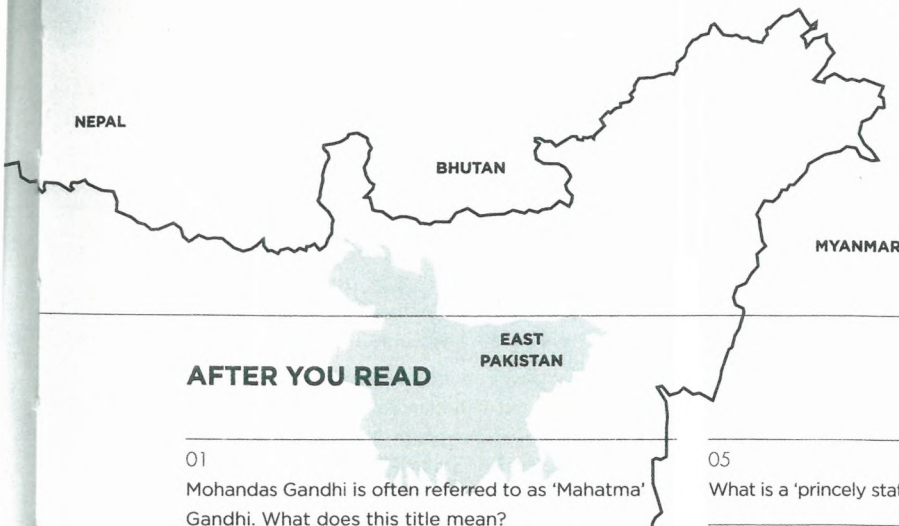 NEPAL
BHUTAN
MYANMAR
EAST
PAKISTAN
AFTER YOU READ
01
Mohandas Gandhi is often referred to as 'Mahatma'
Gandhi. What does this title mean?
05
What is a 'princely